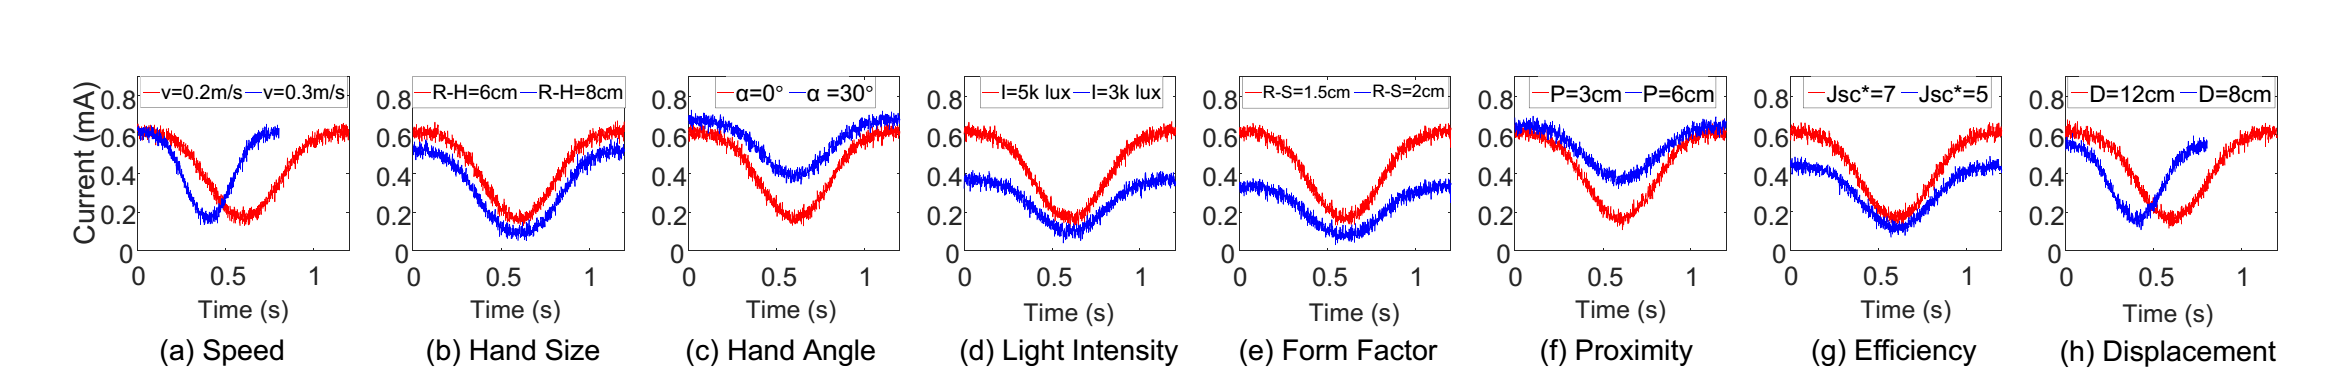 Current (mA)
0.8
0.6
0.4
0.2
0
v=0.2m/s v=0.3m/s
0 0.5 1
Time (s)
(a) Speed
0.8
0.6
0.4
0.2
0
R-H=6cm R-H=8cm
0 0.5 1
Time (s)
(b) Hand Size
0.8
0.6
0.4
0.2
0
α=0° α =30°
0 0.5 1
Time (s)
(c) Hand Angle
0.8
0.6
0.4
0.2
0
I=5k lux I=3k lux
0 0.5 1
Time (s)
(d) Light Intensity
0.8
0.6
0.4
0.2
0
R-S=1.5cm R-S=2cm
0 0.5 1
Time (s)
(e) Form Factor
0.8
0.6
0.4
0.2
0
P=3cm P=6cm
0 0.5 1
Time (s)
(f) Proximity
0.8
0.6
0.4
0.2
0
Jsc*=7 Jsc*=5
0 0.5 1
Time (s)
(g) Efficiency
0.8
0.6
0.4
0.2
0
D=12cm D=8cm
0 0.5 1
Time (s)
(h) Displacement